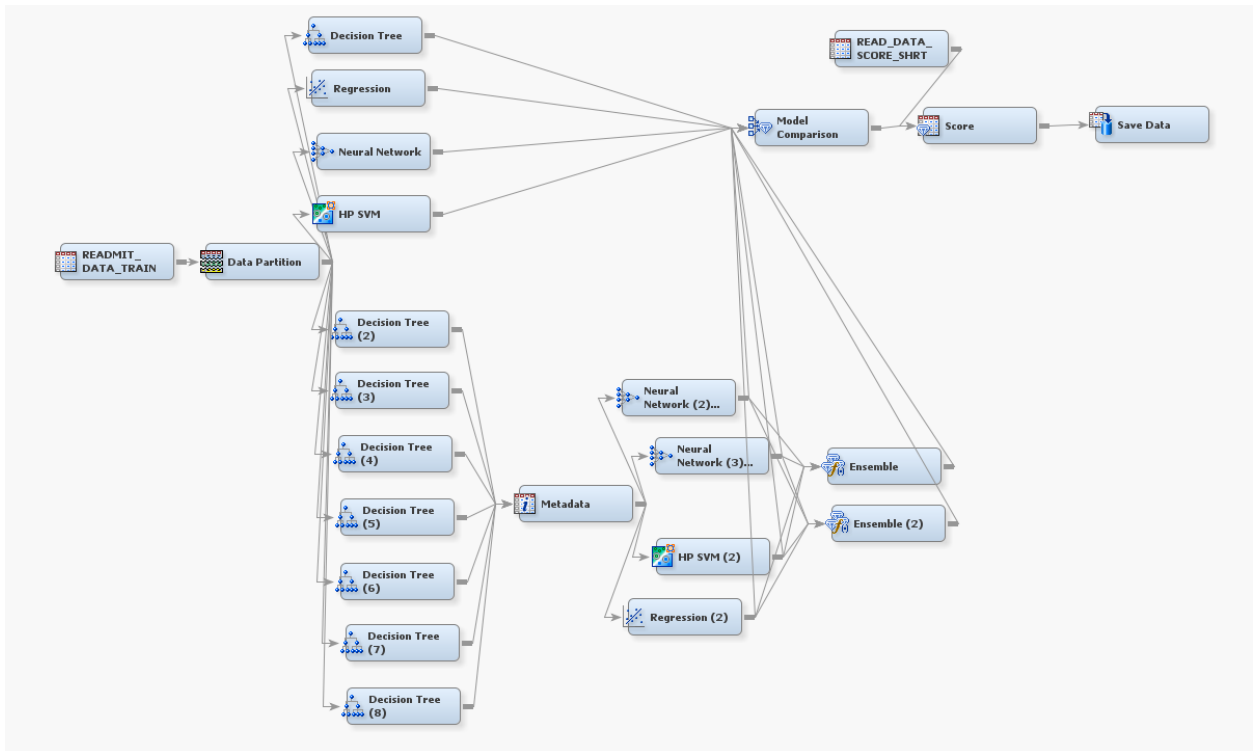 Decision Tree
Regression
Neural Network
HP SVM
READMIT_
DATA_TRAIN
Data Partition
Decision Tree
(2)
Decision Tree
(3)
Decision Tree
(4)
Decision Tree
(5)
Decision Tree
(6)
Decision Tree
(7)
Decision Tree
(8)
Metadata
Neural
Network (2)...
Neural
Network (3)...
HP SVM (2)
Regression (2)
Ensemble
Ensemble (2)
Model
Comparison
READ_DATA_
SCORE_SHRT
Score
Save Data